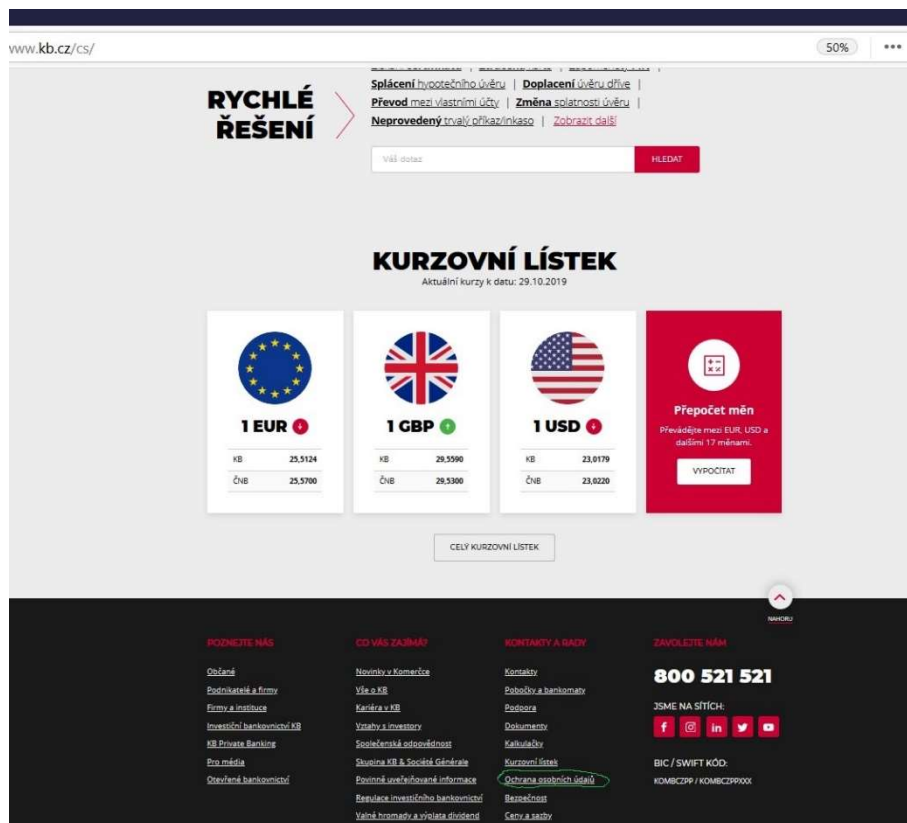 www.kb.cz/cs/
50%
RYCHLÉ
ŘEŠENÍ
Splácení hypotečního úvěru | Doplacení úvěru dříve |
Převod mezi vlastními účty | Změna splatnosti úvěru |
Neprovedený trvalý příkaz/inkaso | Zobrazit další
Váš dotaz
HLEDAT
KURZOVNÍ LÍSTEK
Aktuální kurzy k datu: 29.10.2019
1 EUR
KB 25,5124
ČNB 25,5700
1 GBP
KB 29,5590
ČNB 29,5300
1 USD
KB 23,0179
ČNB 23,0220
Přepočet měn
Převádějte mezi EUR, USD a
dalšími 17 měnami.
VYPOČÍTAT
CELÝ KURZOVNÍ LÍSTEK
NAHORU
POZNEJTE NÁS
Občané
Podnikatelé a firmy
Firmy a instituce
Investiční bankovnictví KB
KB Private Banking
Pro média
Otevřené bankovnictví
CO VÁS ZAJÍMÁ?
Novinky v Komerčce
Vše o KB
Kariéra v KB
Vztahy s investory
Společenská odpovědnost
Skupina KB & Société Générale
Povinně uveřejňované informace
Regulace investičního bankovnictví
Valné hromady a výplata dividend
KONTAKTY A RADY
Kontakty
Pobočky a bankomaty
Podpora
Dokumenty
Kalkulačky
Kurzovní lístek
Ochrana osobních údajů
Bezpečnost
Ceny a sazby
ZAVOLEJTE NÁM
800 521 521
JSME NA SÍTÍCH:
BIC / SWIFT KÓD:
KOMBCZPP / KOMBCZPPXXX